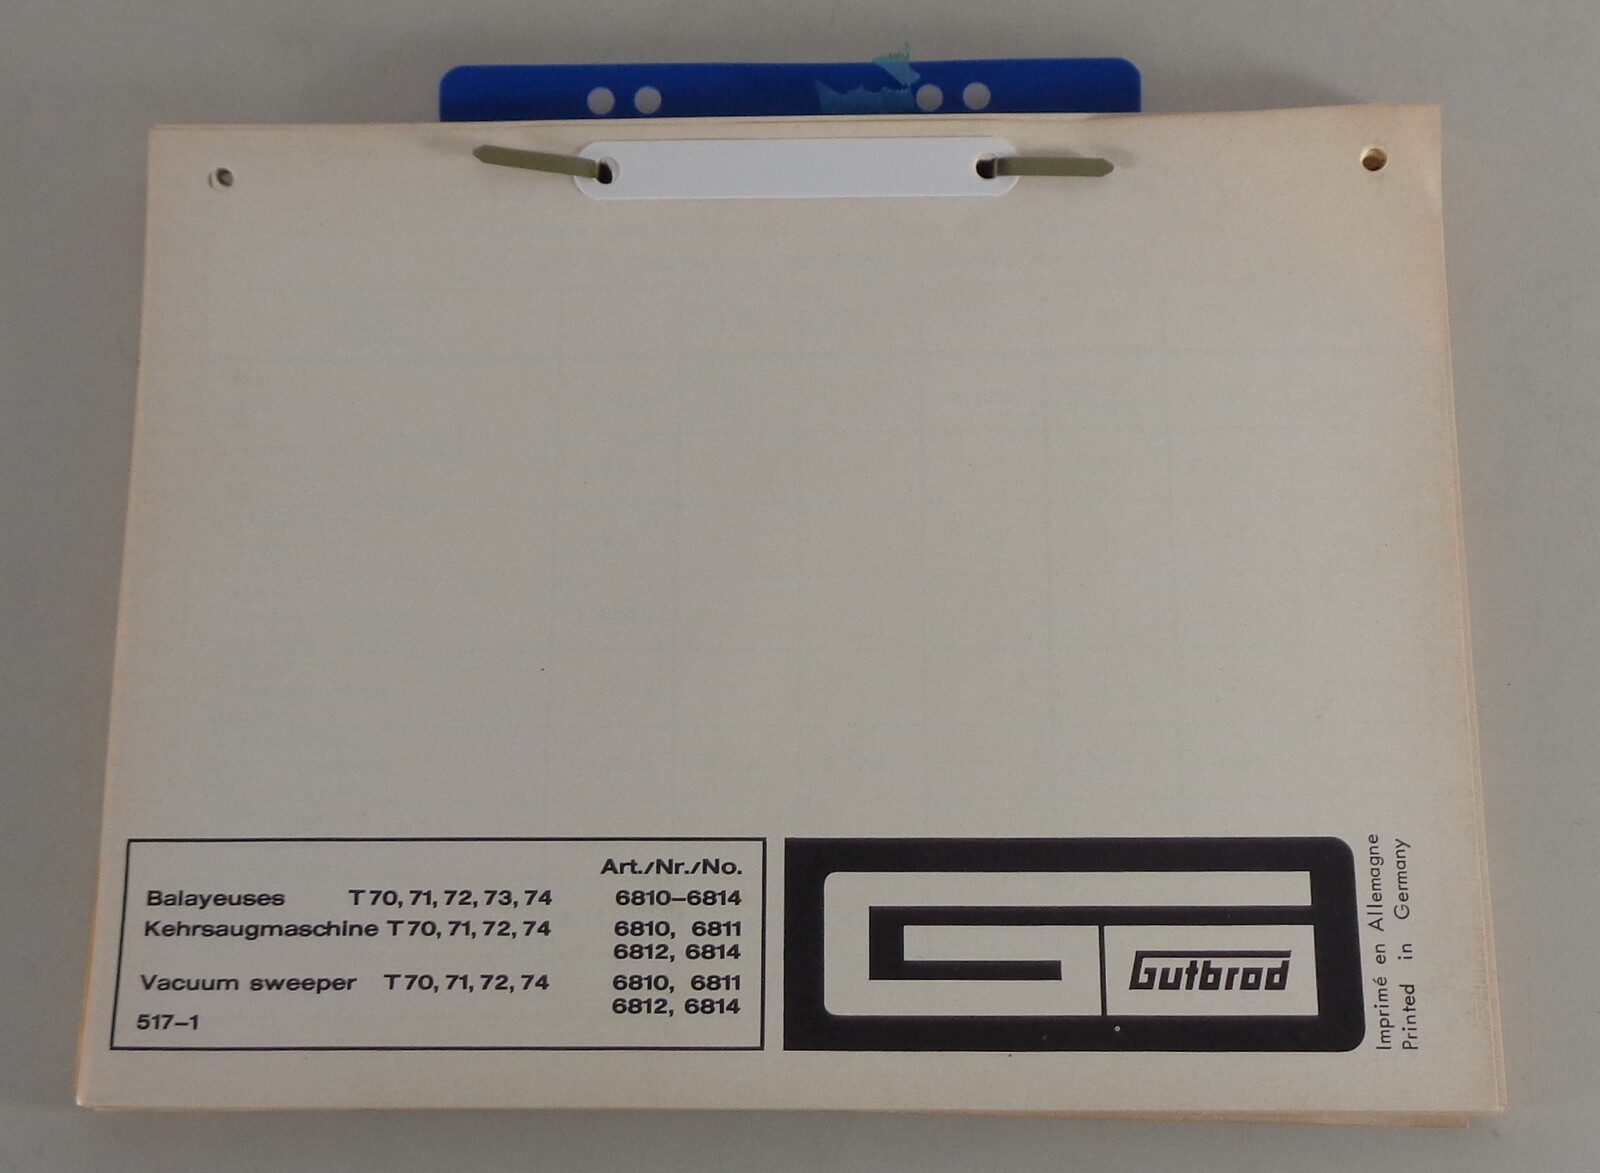 Art./Nr./No.
Balayeuses T 70, 71, 72, 73, 74 6810–6814
Kehrsaugmaschine T 70, 71, 72, 74 6810, 6811
6812, 6814
Vacuum sweeper T 70, 71, 72, 74 6810, 6811
6812, 6814
517–1
Gutbrod
Imprimé en Allemagne
Printed in Germany